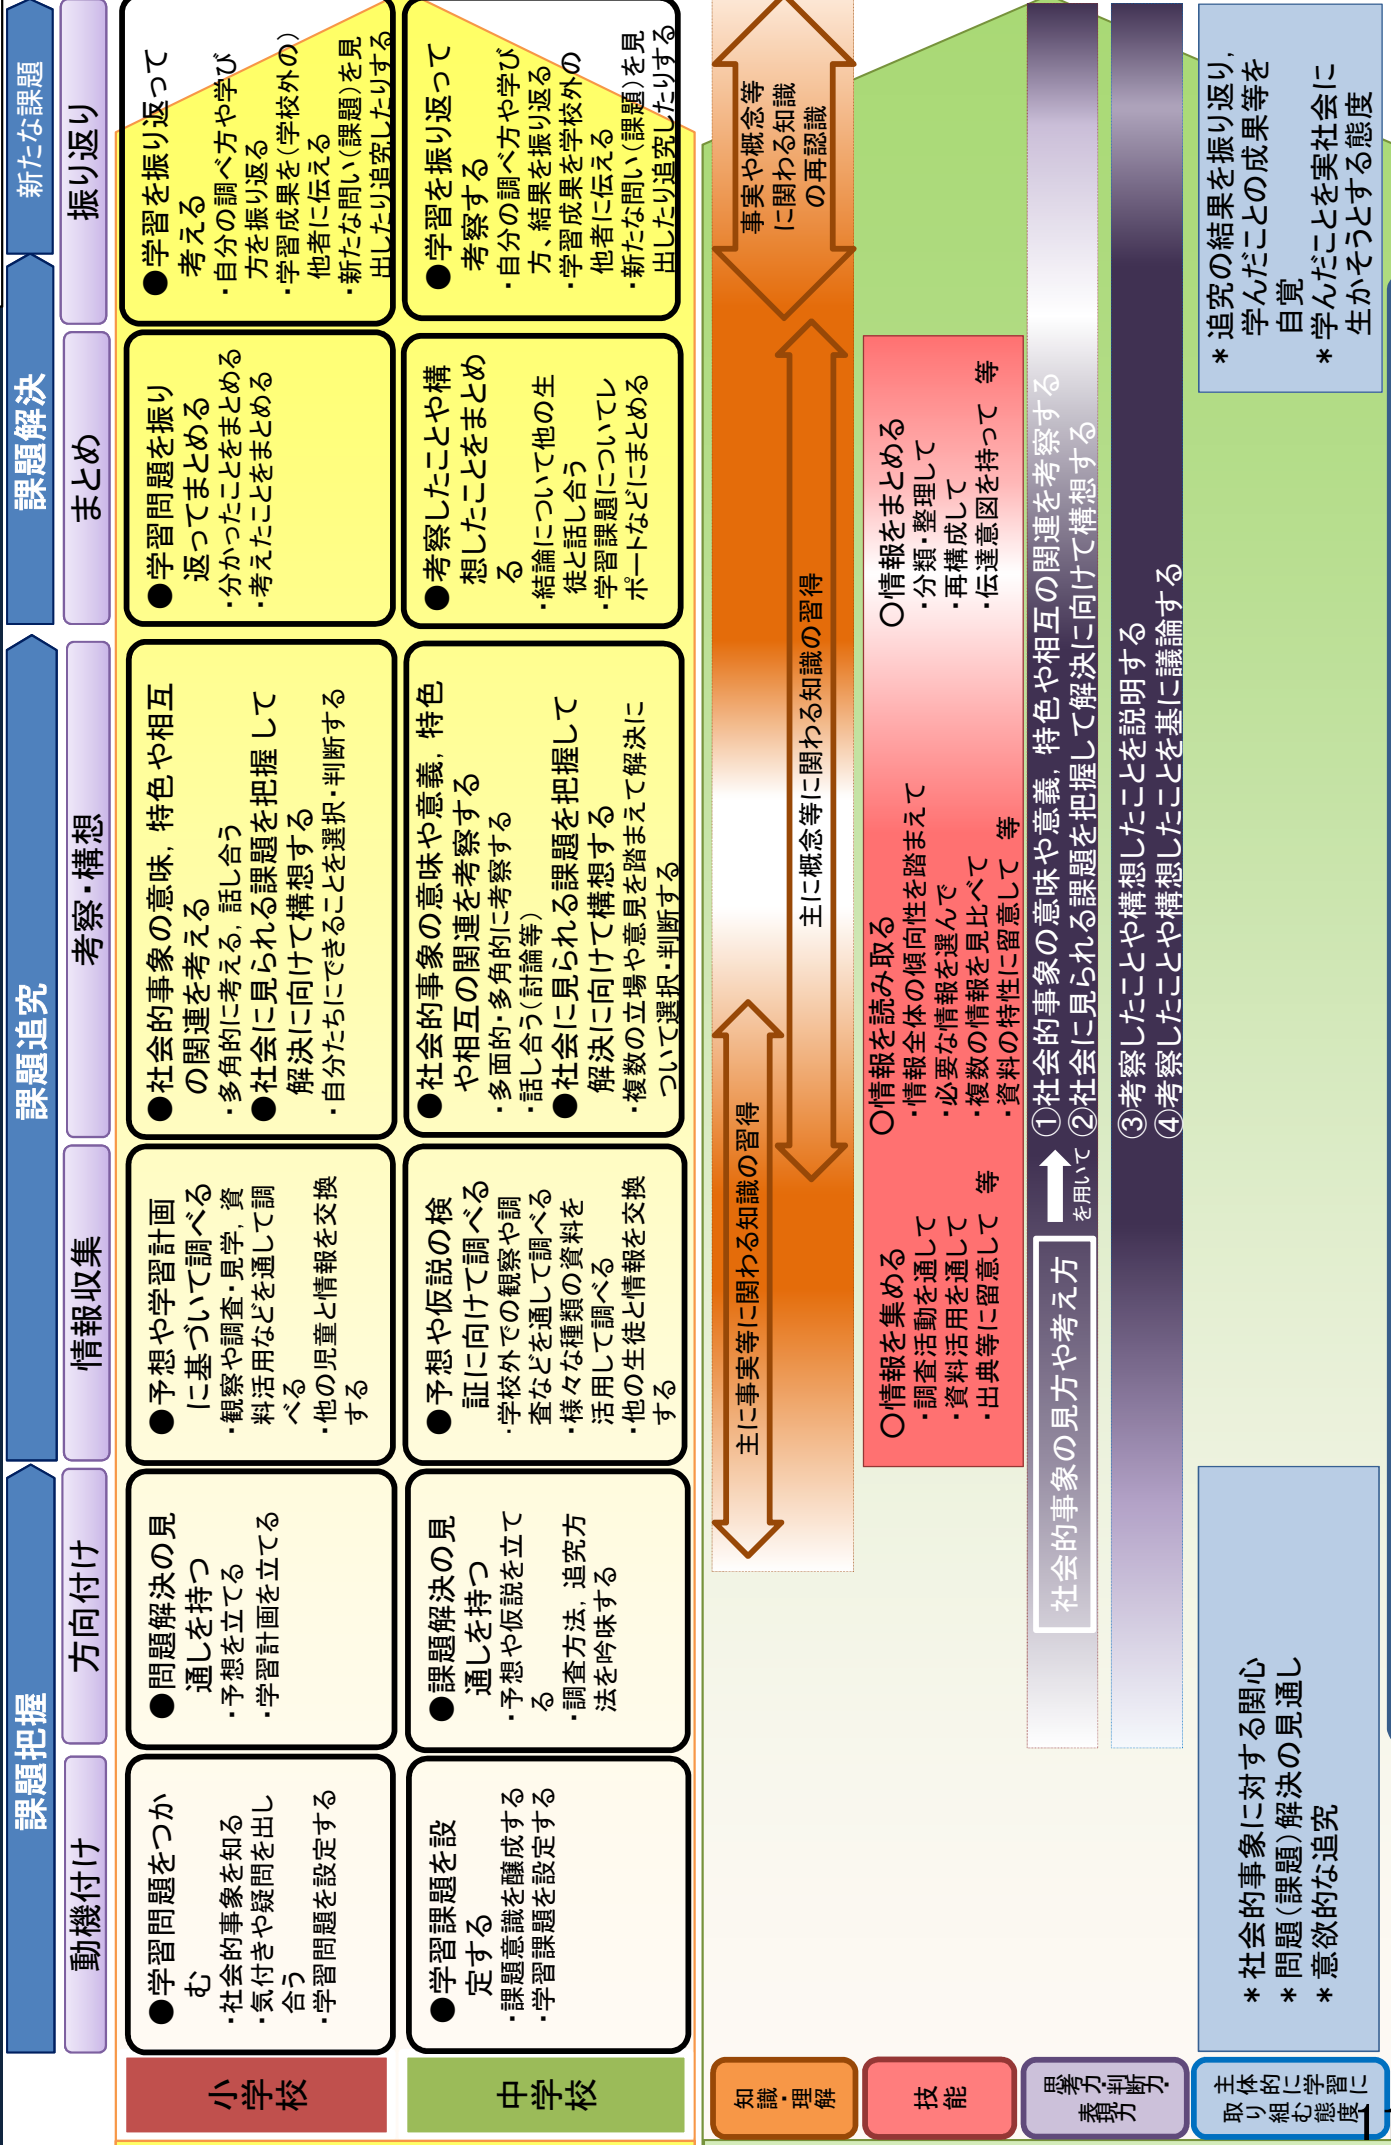 課題把握
課題追究
課題解決
新たな課題
動機付け
方向付け
情報収集
考察・構想
まとめ
振り返り
小学校
●学習問題をつか
む
・社会的事象を知る
・気付きや疑問を出し
合う
・学習問題を設定する
●問題解決の見
通しを持つ
・予想を立てる
・学習計画を立てる
●予想や学習計画
に基づいて調べる
・観察や調査・見学，資
料活用などを通して調
べる
・他の児童と情報を交換
する
●社会的事象の意味，特色や相互
の関連を考える
・多角的に考える，話し合う
●社会に見られる課題を把握して
解決に向けて構想する
・自分たちにできることを選択・判断する
●学習問題を振り
返ってまとめる
・分かったことをまとめる
・考えたことをまとめる
●学習を振り返って
考える
・自分の調べ方や学び
方を振り返る
・学習成果を（学校外の）
他者に伝える
・新たな問い（課題）を見
出したり追究したりする
中学校
●学習課題を設
定する
・課題意識を醸成する
・学習課題を設定する
●課題解決の見
通しを持つ
・予想や仮説を立て
る
・調査方法，追究方
法を吟味する
●予想や仮説の検
証に向けて調べる
・学校外での観察や調
査などを通して調べる
・様々な種類の資料を
活用して調べる
・他の生徒と情報を交換
する
●社会的事象の意味や意義，特色
や相互の関連を考察する
・多面的・多角的に考察する
・話し合う（討論等）
●社会に見られる課題を把握して
解決に向けて構想する
・複数の立場や意見を踏まえて解決に
ついて選択・判断する
●考察したことや構
想したことをまとめ
る
・結論について他の生
徒と話し合う
・学習課題についてレ
ポートなどにまとめる
●学習を振り返って
考察する
・自分の調べ方や学び
方、結果を振り返る
・学習成果を学校外の
他者に伝える
・新たな問い（課題）を見
出したり追究したりする
知識・理解
主に事実等に関わる知識の習得
主に概念等に関わる知識の習得
事実や概念等
に関わる知識
の再認識
技能
〇情報を集める
・調査活動を通して
・資料活用を通して
・出典等に留意して 等
〇情報を読み取る
・情報全体の傾向性を踏まえて
・必要な情報を選んで
・複数の情報を見比べて
・資料の特性に留意して 等
〇情報をまとめる
・分類・整理して
・再構成して
・伝達意図を持って 等
思考力・判断力・
表現力
社会的事象の見方や考え方
を用いて
①社会的事象の意味や意義，特色や相互の関連を考察する
②社会に見られる課題を把握して解決に向けて構想する
③考察したことや構想したことを説明する
④考察したことや構想したことを基に議論する
主体的に学習に
取り組む態度
＊社会的事象に対する関心
＊問題（課題）解決の見通し
＊意欲的な追究
＊追究の結果を振り返り，
学んだことの成果等を
自覚
＊学んだことを実社会に
生かそうとする態度